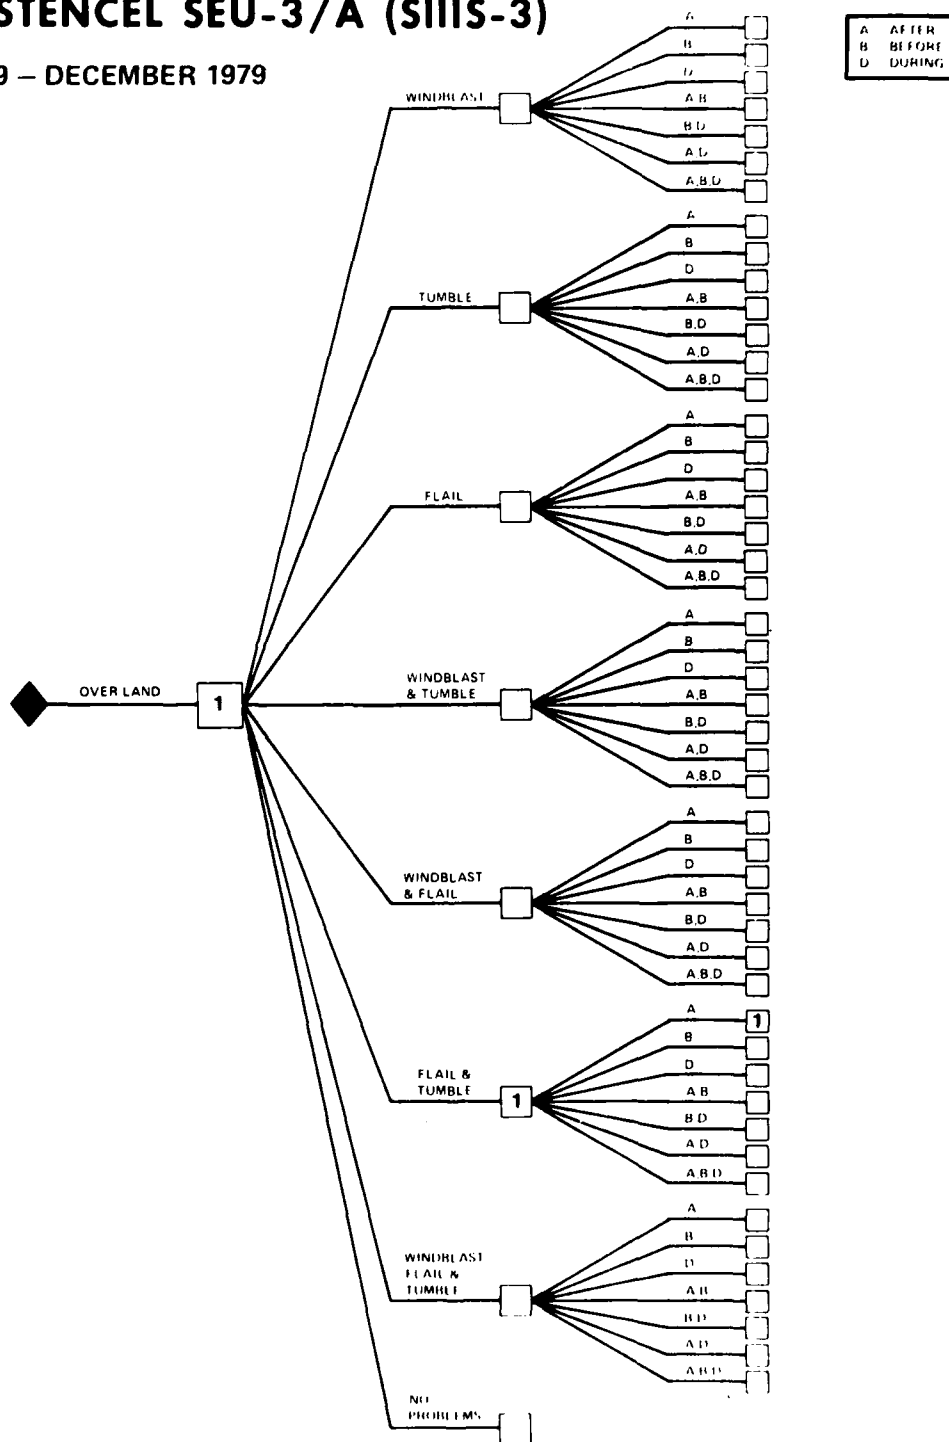 STENCEL SEU-3/A (SIIIS-3)
9 – DECEMBER 1979
A AFTER
B BEFORE
D DURING
WINDBLAST
A
B
D
A,B
B,D
A,D
A,B,D
TUMBLE
A
B
D
A,B
B,D
A,D
A,B,D
FLAIL
A
B
D
A,B
B,D
A,D
A,B,D
OVER LAND
1
WINDBLAST
& TUMBLE
A
B
D
A,B
B,D
A,D
A,B,D
WINDBLAST
& FLAIL
A
B
D
A,B
B,D
A,D
A,B,D
FLAIL &
TUMBLE
1
A
1
B
D
A B
B D
A D
A B D
WINDBLAST
FLAIL &
TUMBLE
A
B
D
A B
B D
A D
A B D
NO
PROBLEMS